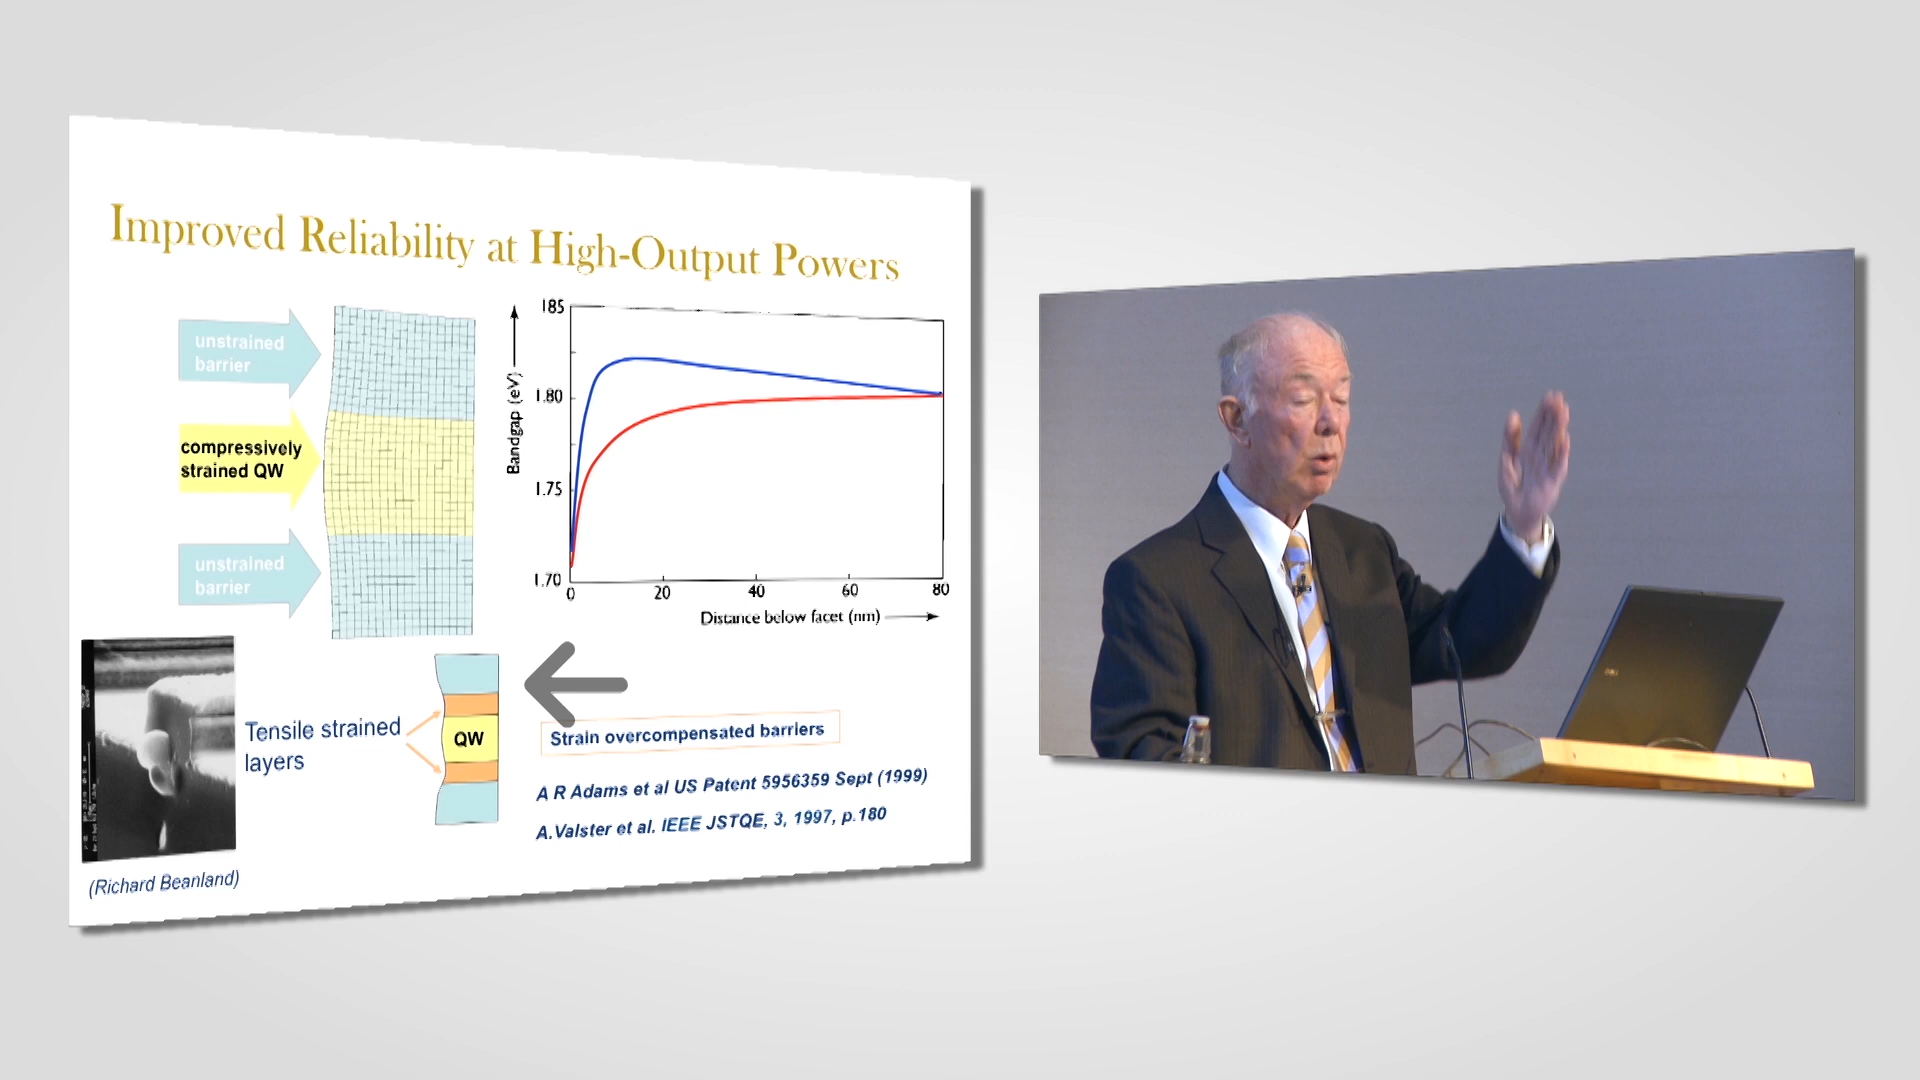 Improved Reliability at High-Output Powers
unstrained
barrier
compressively
strained QW
unstrained
barrier
185
1.80
1.75
1.70
Bandgap (eV)
0
20
40
60
80
Distance below facet (nm)
Tensile strained
layers
QW
Strain overcompensated barriers
A R Adams et al US Patent 5956359 Sept (1999)
A.Valster et al. IEEE JSTQE, 3, 1997, p.180
(Richard Beanland)